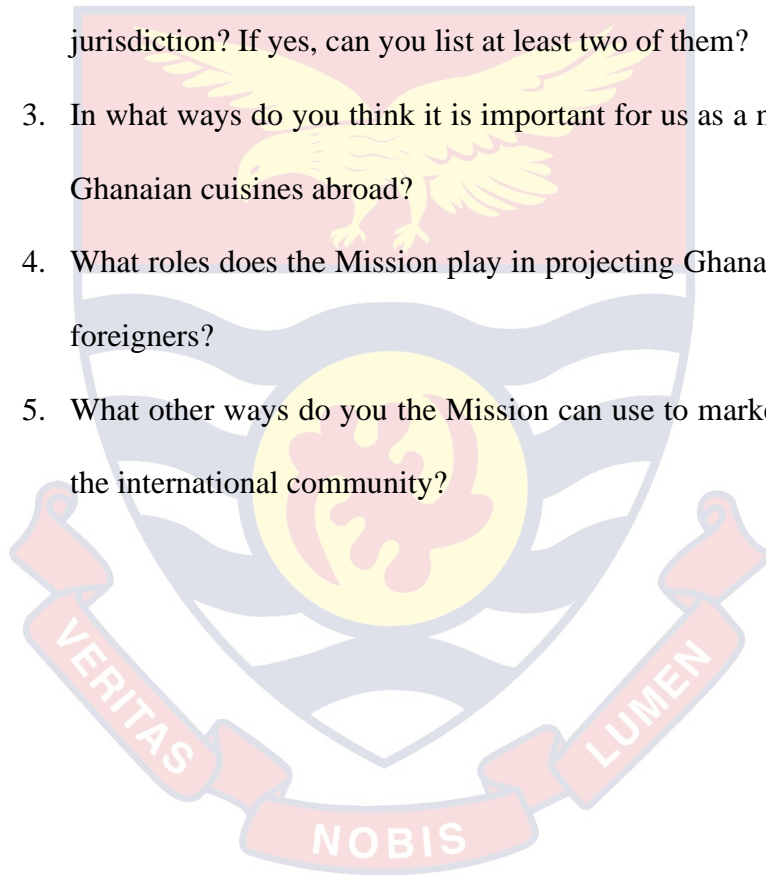 jurisdiction? If yes, can you list at least two of them?
3. In what ways do you think it is important for us as a
Ghanaian cuisines abroad?
4. What roles does the Mission play in projecting Ghana
foreigners?
5. What other ways do you the Mission can use to
the international community?
VERITAS
NOBIS
LUMEN